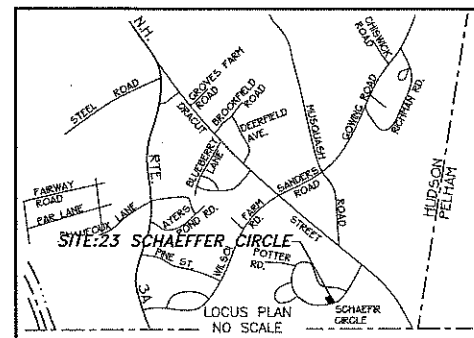 N.H.
CHISWICK
ROAD
STEEL ROAD
GROVES FARM
ROAD
BROOKFIELD
ROAD
DRACUT
DEERFIELD
AVE.
GOWING ROAD
RICHMAN RD.
MUSQUASH
BLUEBERRY
LANE
RTE.
SANDERS
ROAD
HUDSON
PELHAM
FAIRWAY
ROAD
PAR LANE
LANE
AYERS
POND RD.
FARM
RD.
STREET
ROAD
SITE:23 SCHAEFFER CIRCLE
PINE ST.
WILSON
POTTER
RD.
3A
LOCUS PLAN
NO SCALE
CIRCLE